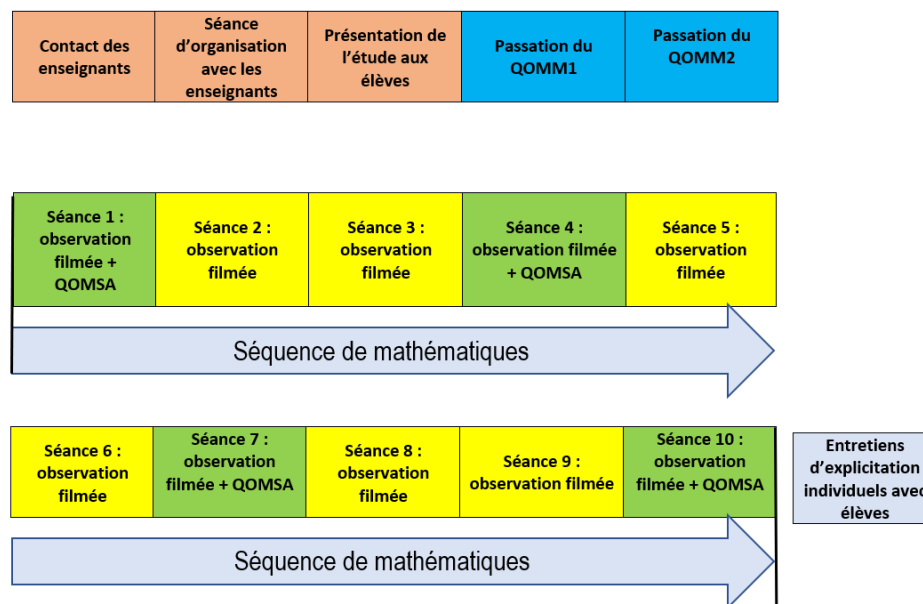 Contact des
enseignants
Séance
d’organisation
avec les
enseignants
Présentation de
l’étude aux
élèves
Passation du
QOMM1
Passation du
QOMM2
Séance 1 :
observation
filmée +
QOMSA
Séance 2 :
observation
filmée
Séance 3 :
observation
filmée
Séance 4 :
observation filmée
+ QOMSA
Séance 5 :
observation
filmée
Séquence de mathématiques
Séance 6 :
observation
filmée
Séance 7 :
observation
filmée + QOMSA
Séance 8 :
observation
filmée
Séance 9 :
observation filmée
Séance 10 :
observation
filmée + QOMSA
Entretiens
d’explicitation
individuels avec
élèves
Séquence de mathématiques